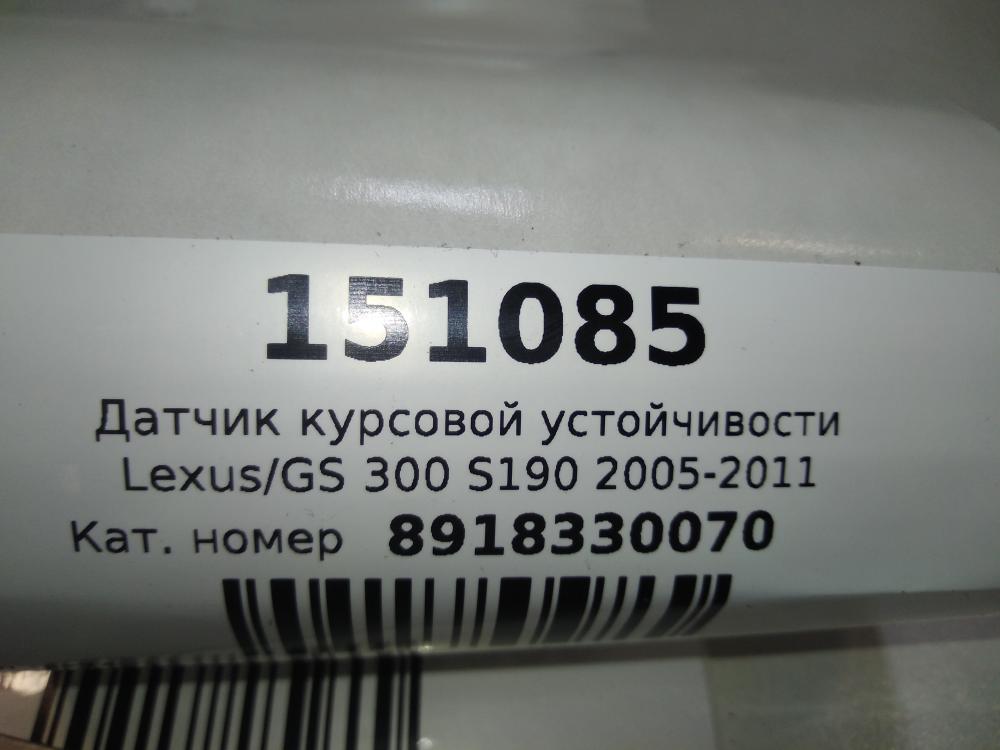 151085
Датчик курсовой устойчивости
Lexus/GS 300 S190 2005-2011
Кат. номер 8918330070